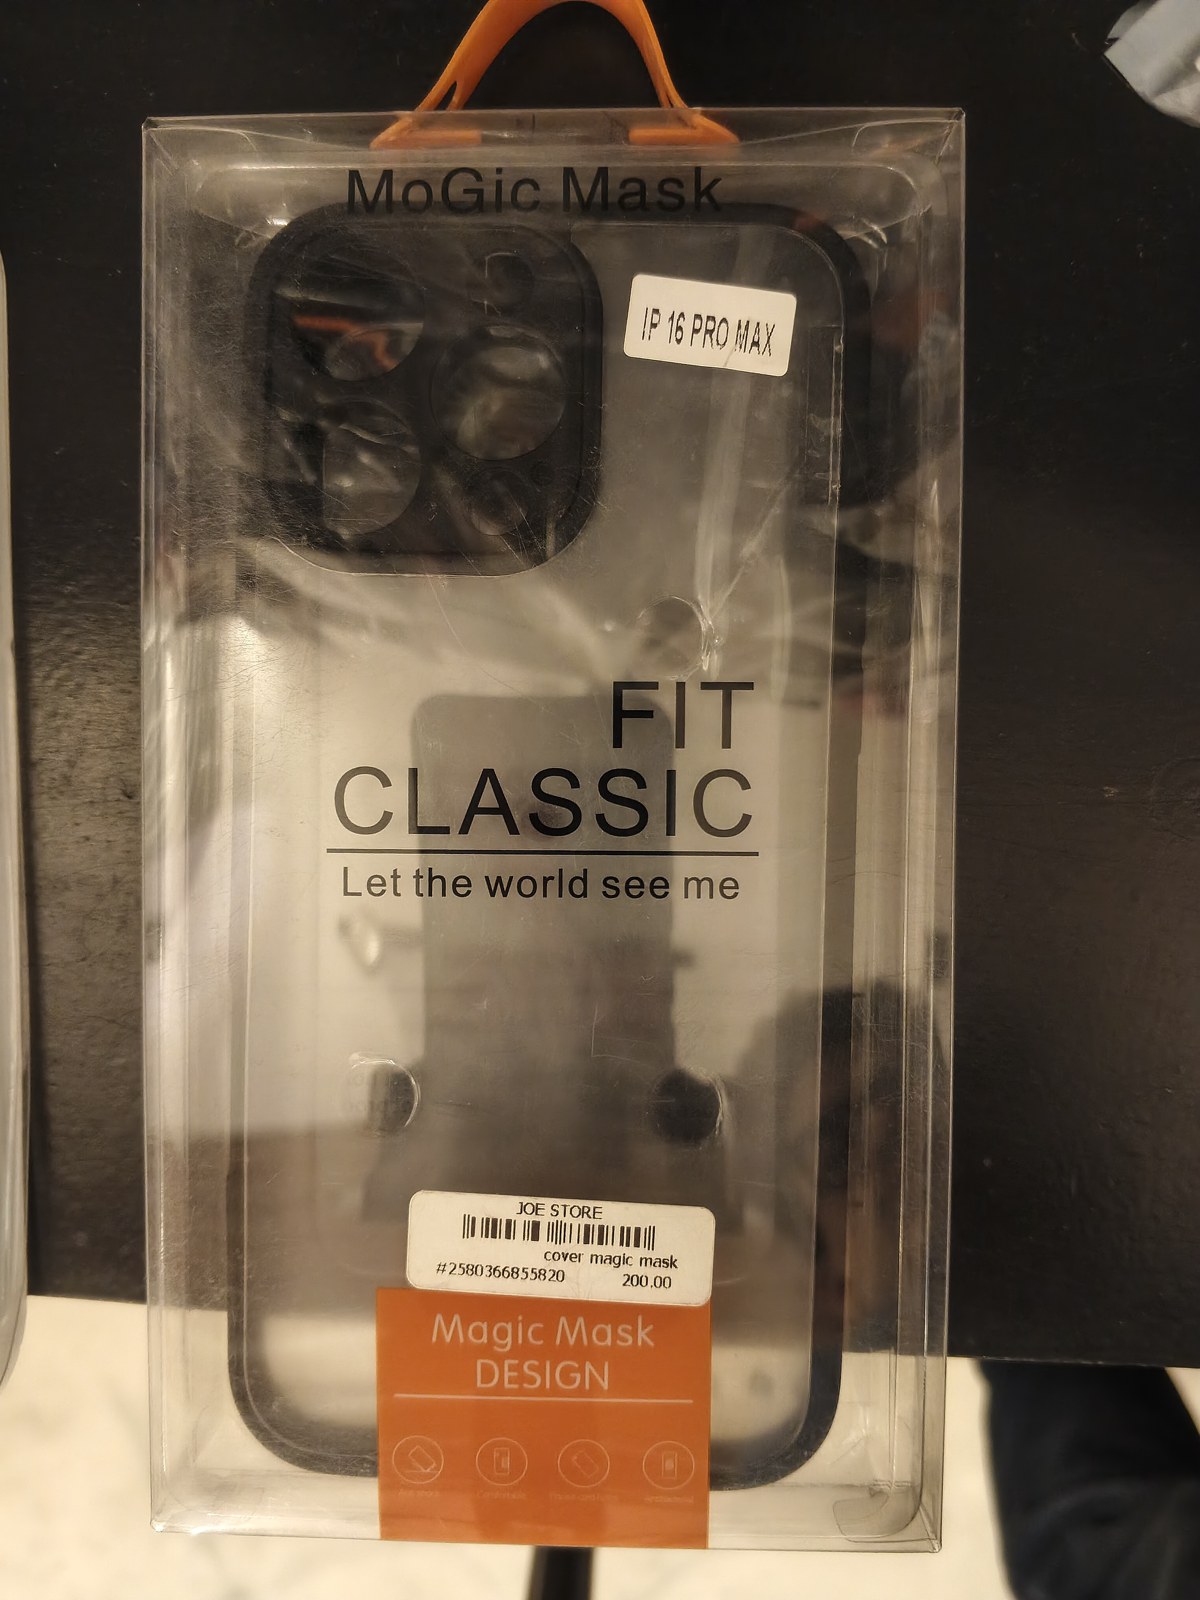 MoGic Mask
IP 16 PRO MAX
FIT
CLASSIC
Let the world see me
JOE STORE
cover magic mask
#2580366855820 200.00
Magic Mask
DESIGN